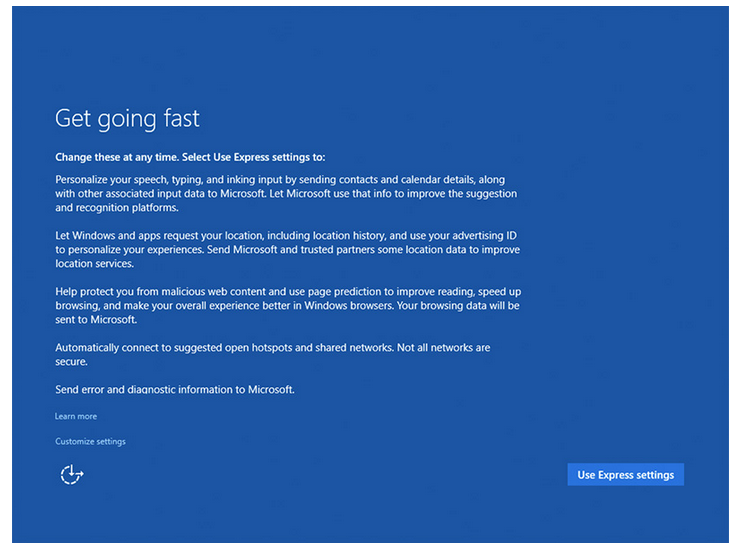 Get going fast
Change these at any time. Select Use Express settings to:
Personalize your speech, typing, and inking input by sending contacts and calendar details, along
with other associated input data to Microsoft. Let Microsoft use that info to improve the suggestion
and recognition platforms.
Let Windows and apps request your location, including location history, and use your advertising ID
to personalize your experiences. Send Microsoft and trusted partners some location data to improve
location services.
Help protect you from malicious web content and use page prediction to improve reading, speed up
browsing, and make your overall experience better in Windows browsers. Your browsing data will be
sent to Microsoft.
Automatically connect to suggested open hotspots and shared networks. Not all networks are
secure.
Send error and diagnostic information to Microsoft.
Learn more
Customize settings
Use Express settings